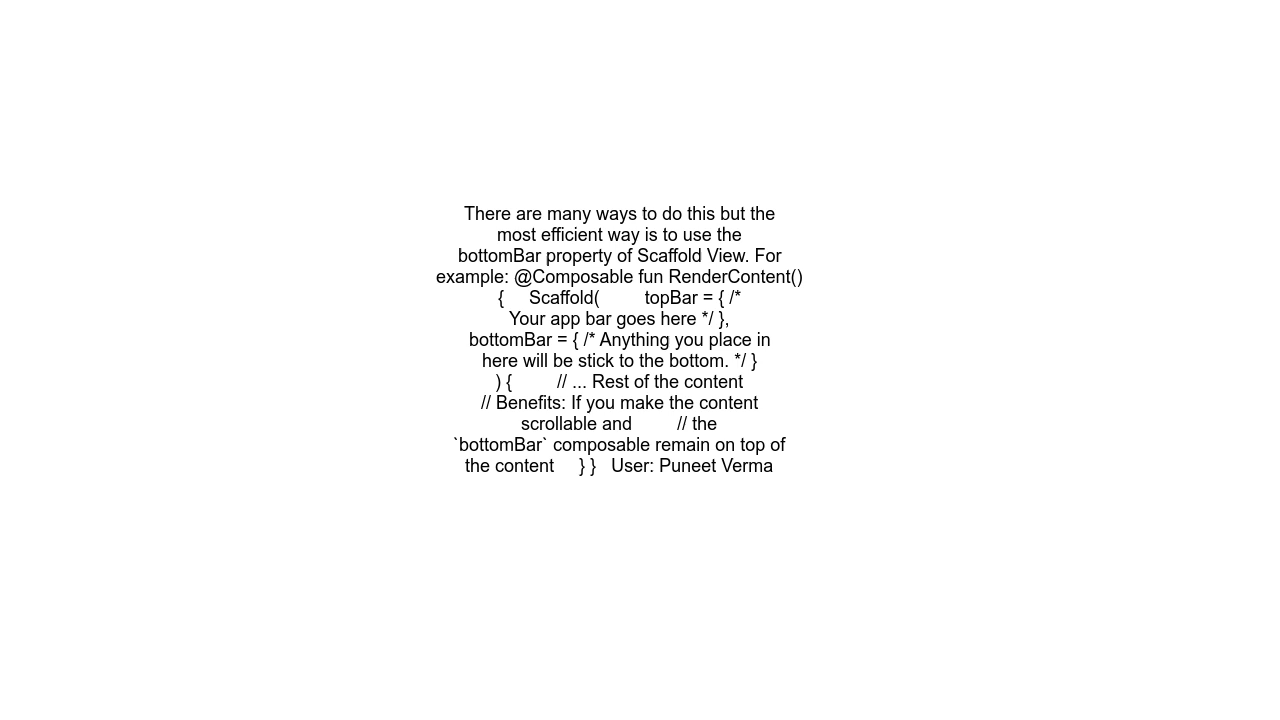 There are many ways to do this but the
most efficient way is to use the
bottomBar property of Scaffold View. For
example: @Composable fun RenderContent()
{     Scaffold(         topBar = { /*
Your app bar goes here */ },
bottomBar = { /* Anything you place in
here will be stick to the bottom. */ }
) {         // ... Rest of the content
// Benefits: If you make the content
scrollable and         // the
`bottomBar` composable remain on top of
the content     } }   User: Puneet Verma